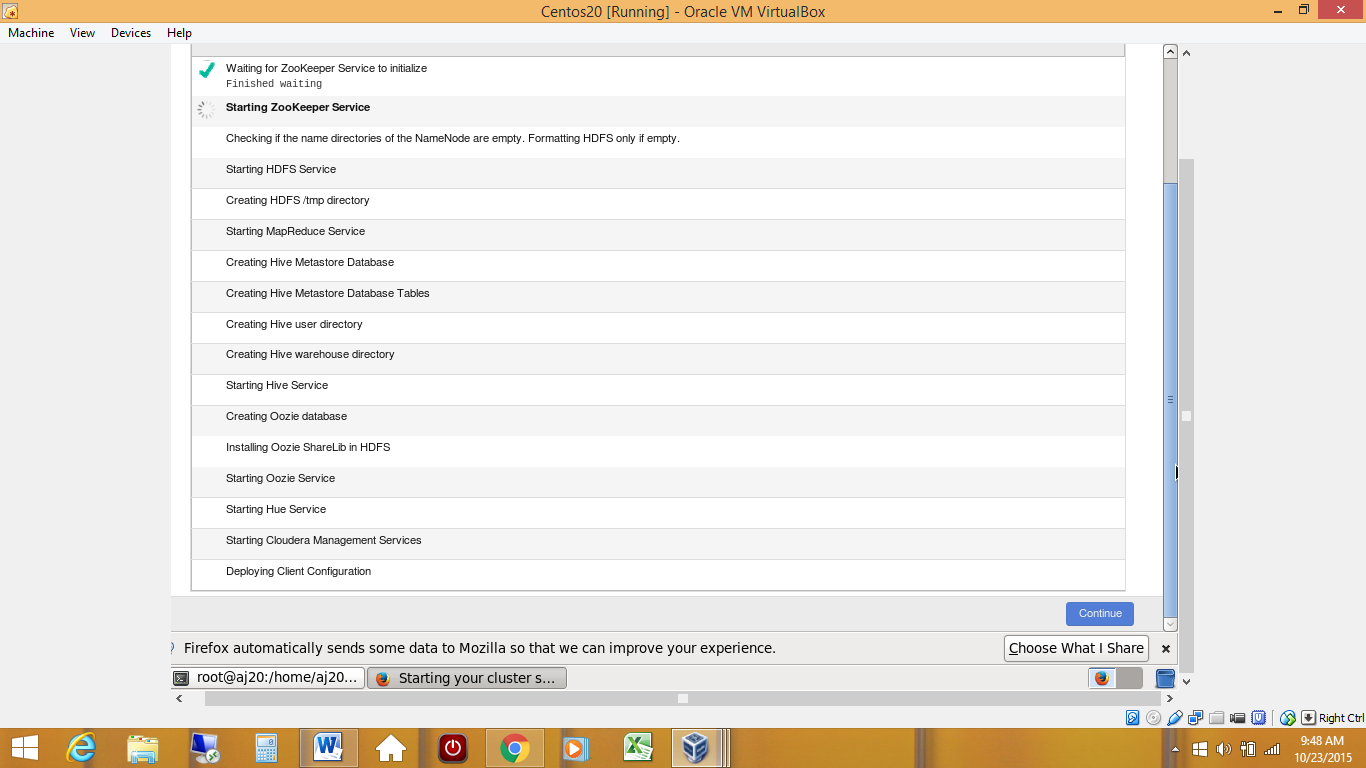 Centos20 [Running] - Oracle VM VirtualBox
Machine View Devices Help
Waiting for ZooKeeper Service to initialize
Finished waiting
Starting ZooKeeper Service
Checking if the name directories of the NameNode are empty. Formatting HDFS only if empty.
Starting HDFS Service
Creating HDFS /tmp directory
Starting MapReduce Service
Creating Hive Metastore Database
Creating Hive Metastore Database Tables
Creating Hive user directory
Creating Hive warehouse directory
Starting Hive Service
Creating Oozie database
Installing Oozie ShareLib in HDFS
Starting Oozie Service
Starting Hue Service
Starting Cloudera Management Services
Deploying Client Configuration
Continue
Firefox automatically sends some data to Mozilla so that we can improve your experience.
Choose What I Share
root@aj20:/home/aj20...
Starting your cluster s...
Right Ctrl
9:48 AM
10/23/2015